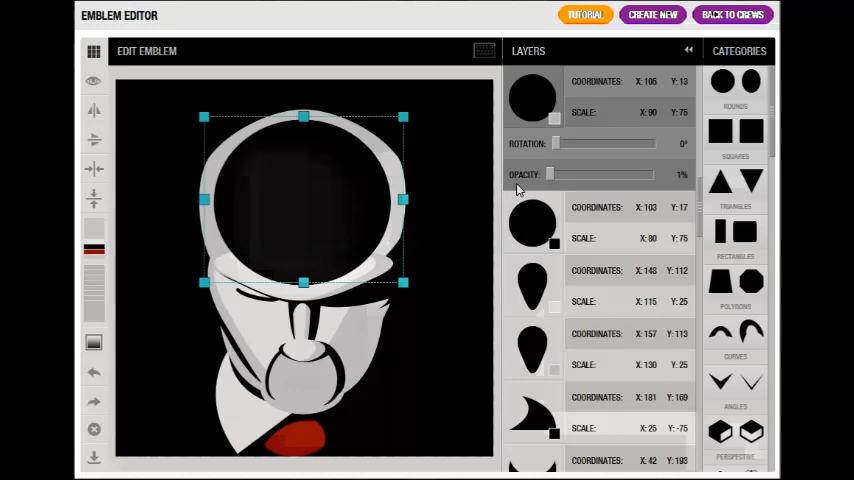 EMBLEM EDITOR
TUTORIAL CREATE NEW BACK TO CREWS
EDIT EMBLEM
LAYERS
CATEGORIES
COORDINATES: X: 105 Y: 13
SCALE: X: 90 Y: 75
ROTATION: 0°
OPACITY: 1%
COORDINATES: X: 103 Y: 17
SCALE: X: 80 Y: 75
COORDINATES: X: 148 Y: 112
SCALE: X: 115 Y: 25
COORDINATES: X: 157 Y: 113
SCALE: X: 130 Y: 25
COORDINATES: X: 181 Y: 169
SCALE: X: 25 Y: -75
COORDINATES: X: 42 Y: 193
ROUNDS
SQUARES
TRIANGLES
RECTANGLES
POLYGONS
CURVES
ANGLES
PERSPECTIVE